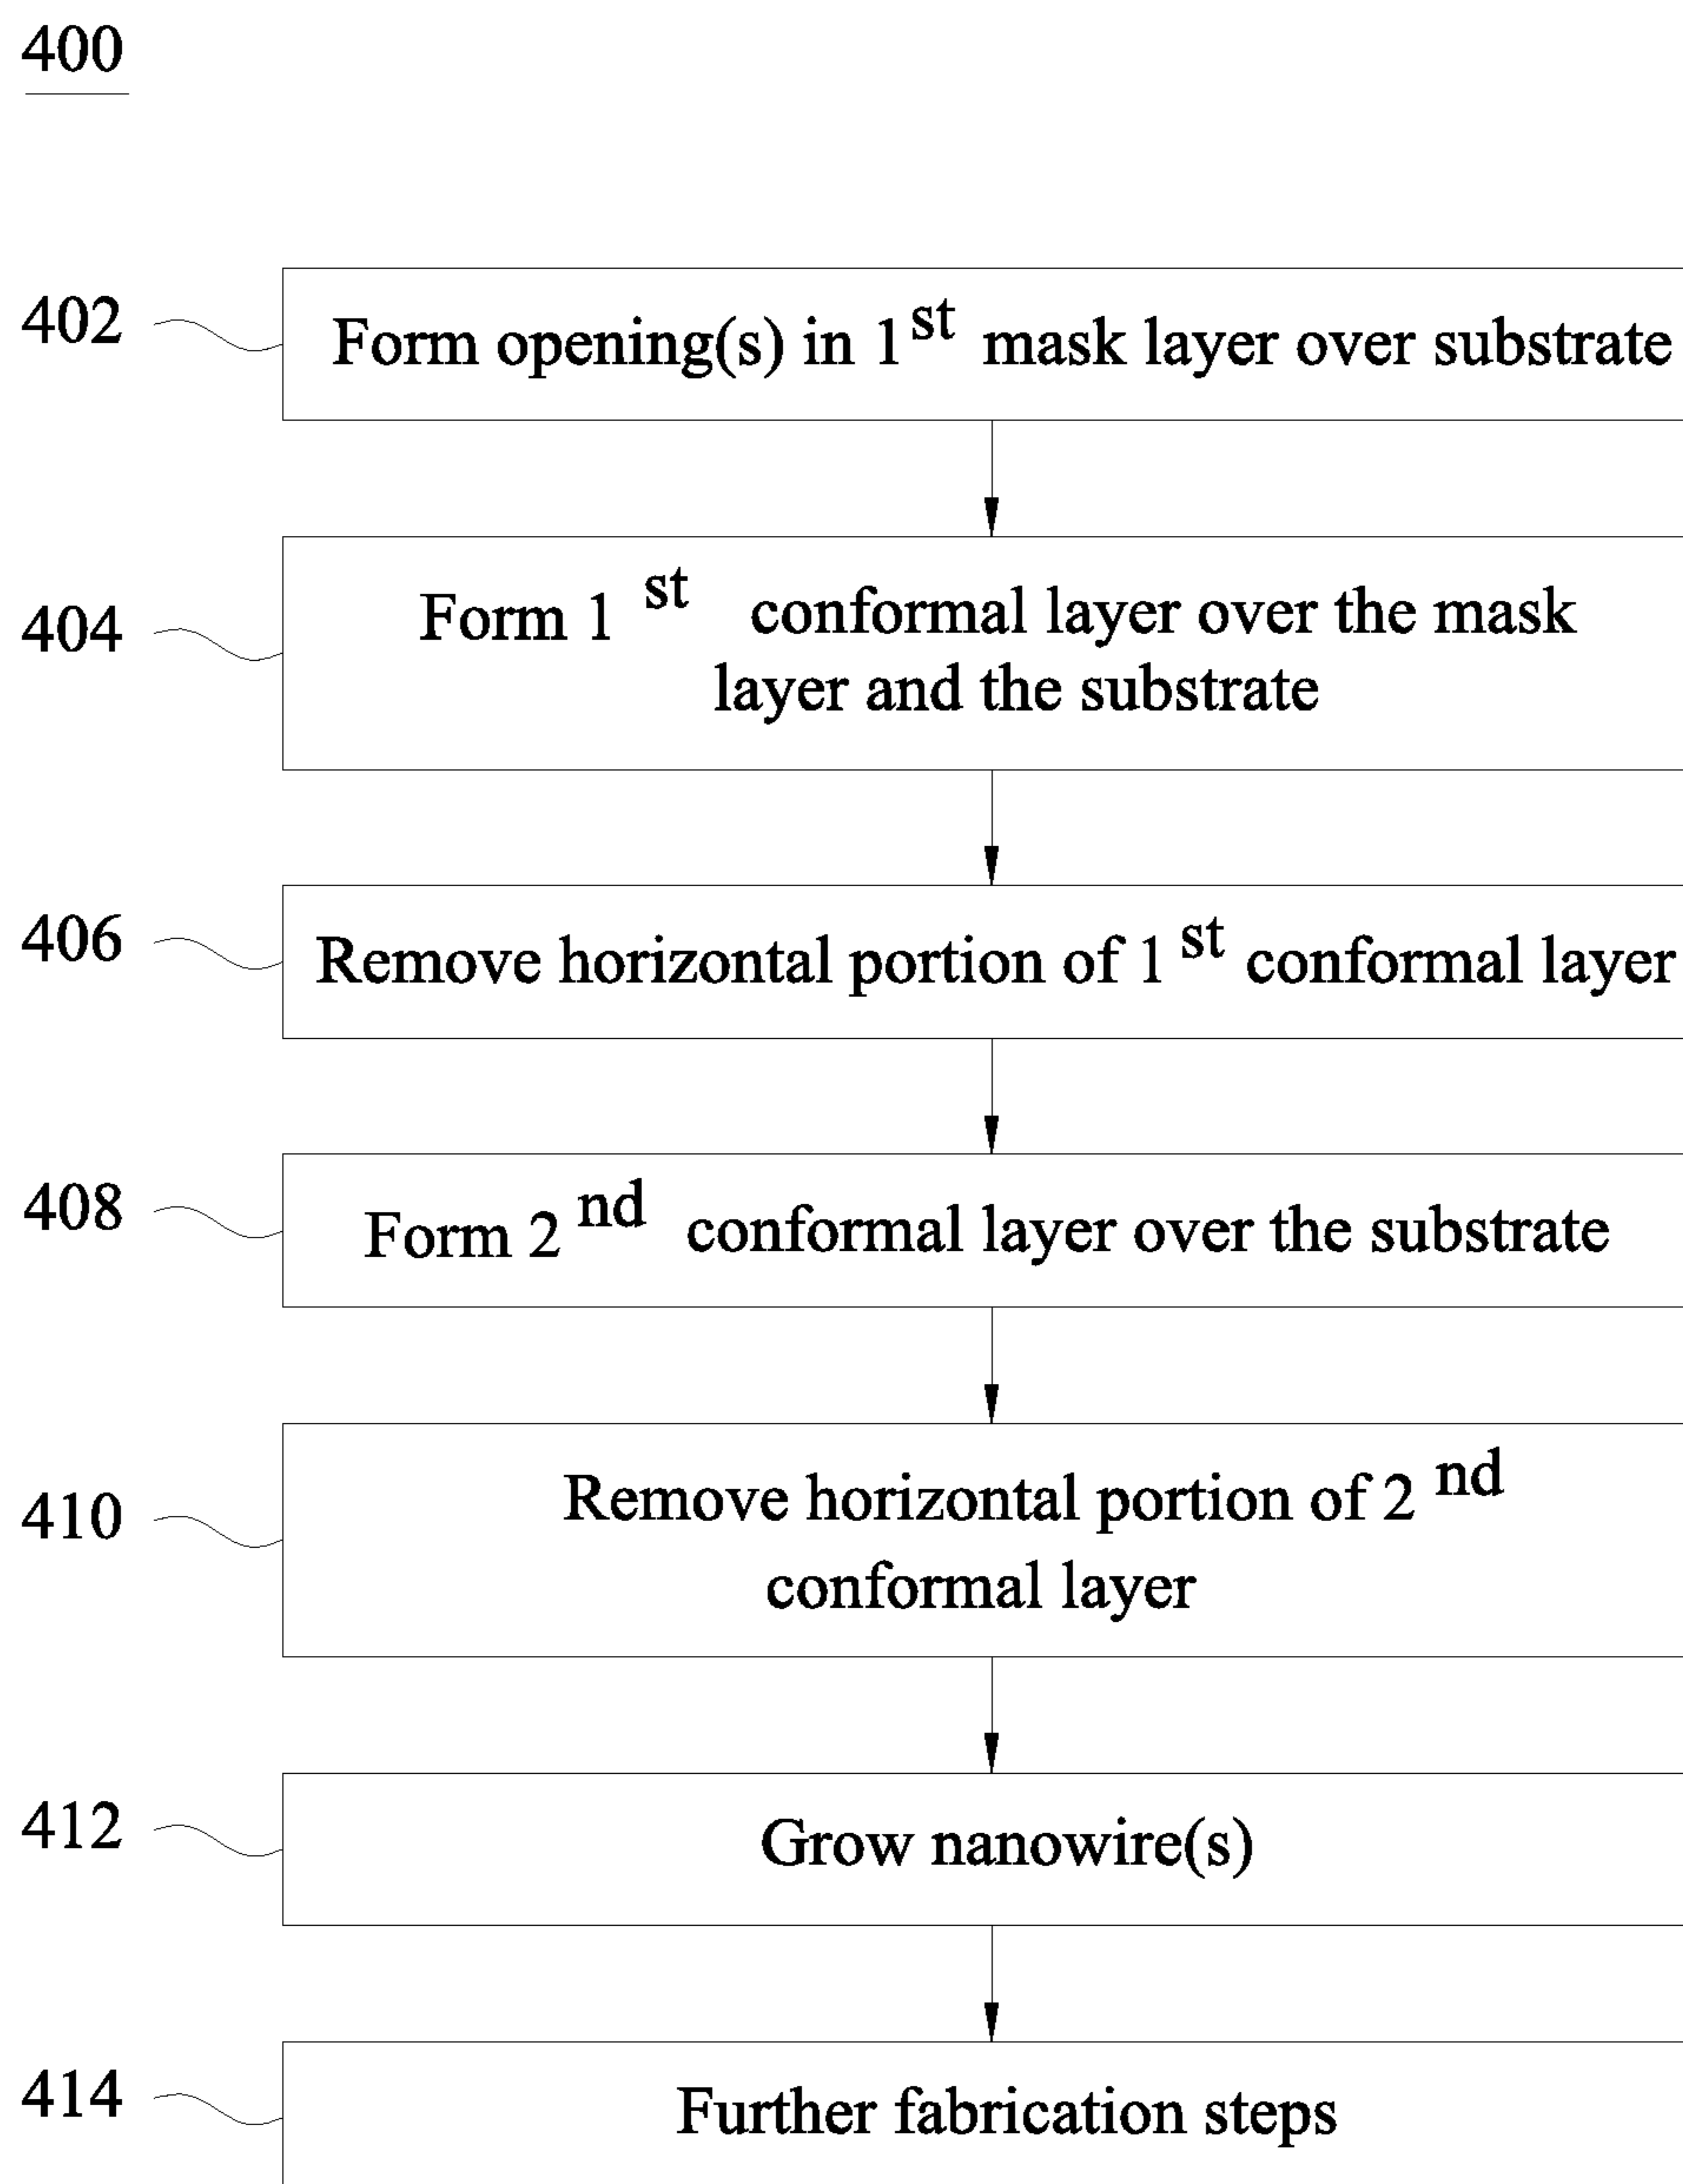 400
402 Form opening(s) in 1st mask layer over substrate
404 Form 1st conformal layer over the mask
layer and the substrate
406 Remove horizontal portion of 1st conformal layer
408 Form 2nd conformal layer over the substrate
410 Remove horizontal portion of 2nd
conformal layer
412 Grow nanowire(s)
414 Further fabrication steps